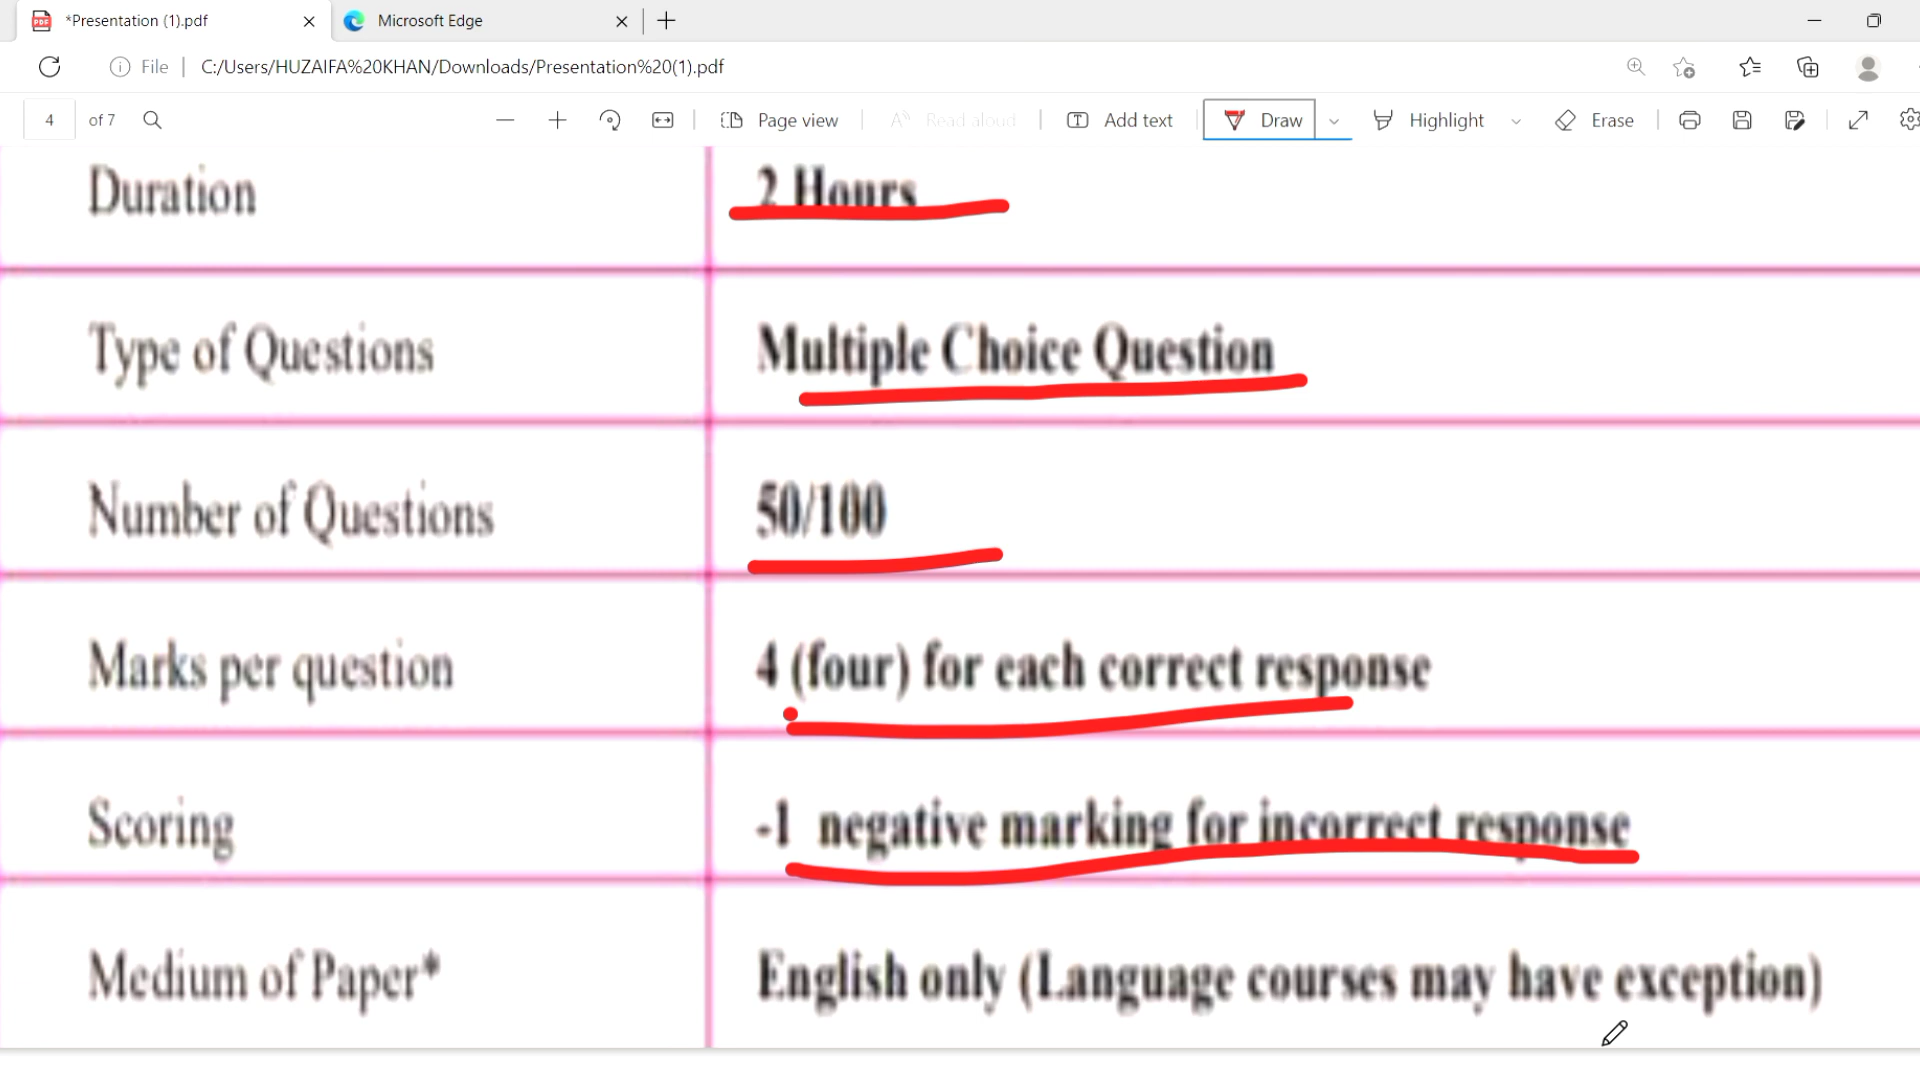 *Presentation (1).pdf
Microsoft Edge
File | C:/Users/HUZAIFA%20KHAN/Downloads/Presentation%20(1).pdf
4 of 7 Page view Read aloud Add text Draw Highlight Erase
Duration 2 Hours
Type of Questions Multiple Choice Question
Number of Questions 50/100
Marks per question 4 (four) for each correct response
Scoring -1 negative marking for incorrect response
Medium of Paper* English only (Language courses may have exception)